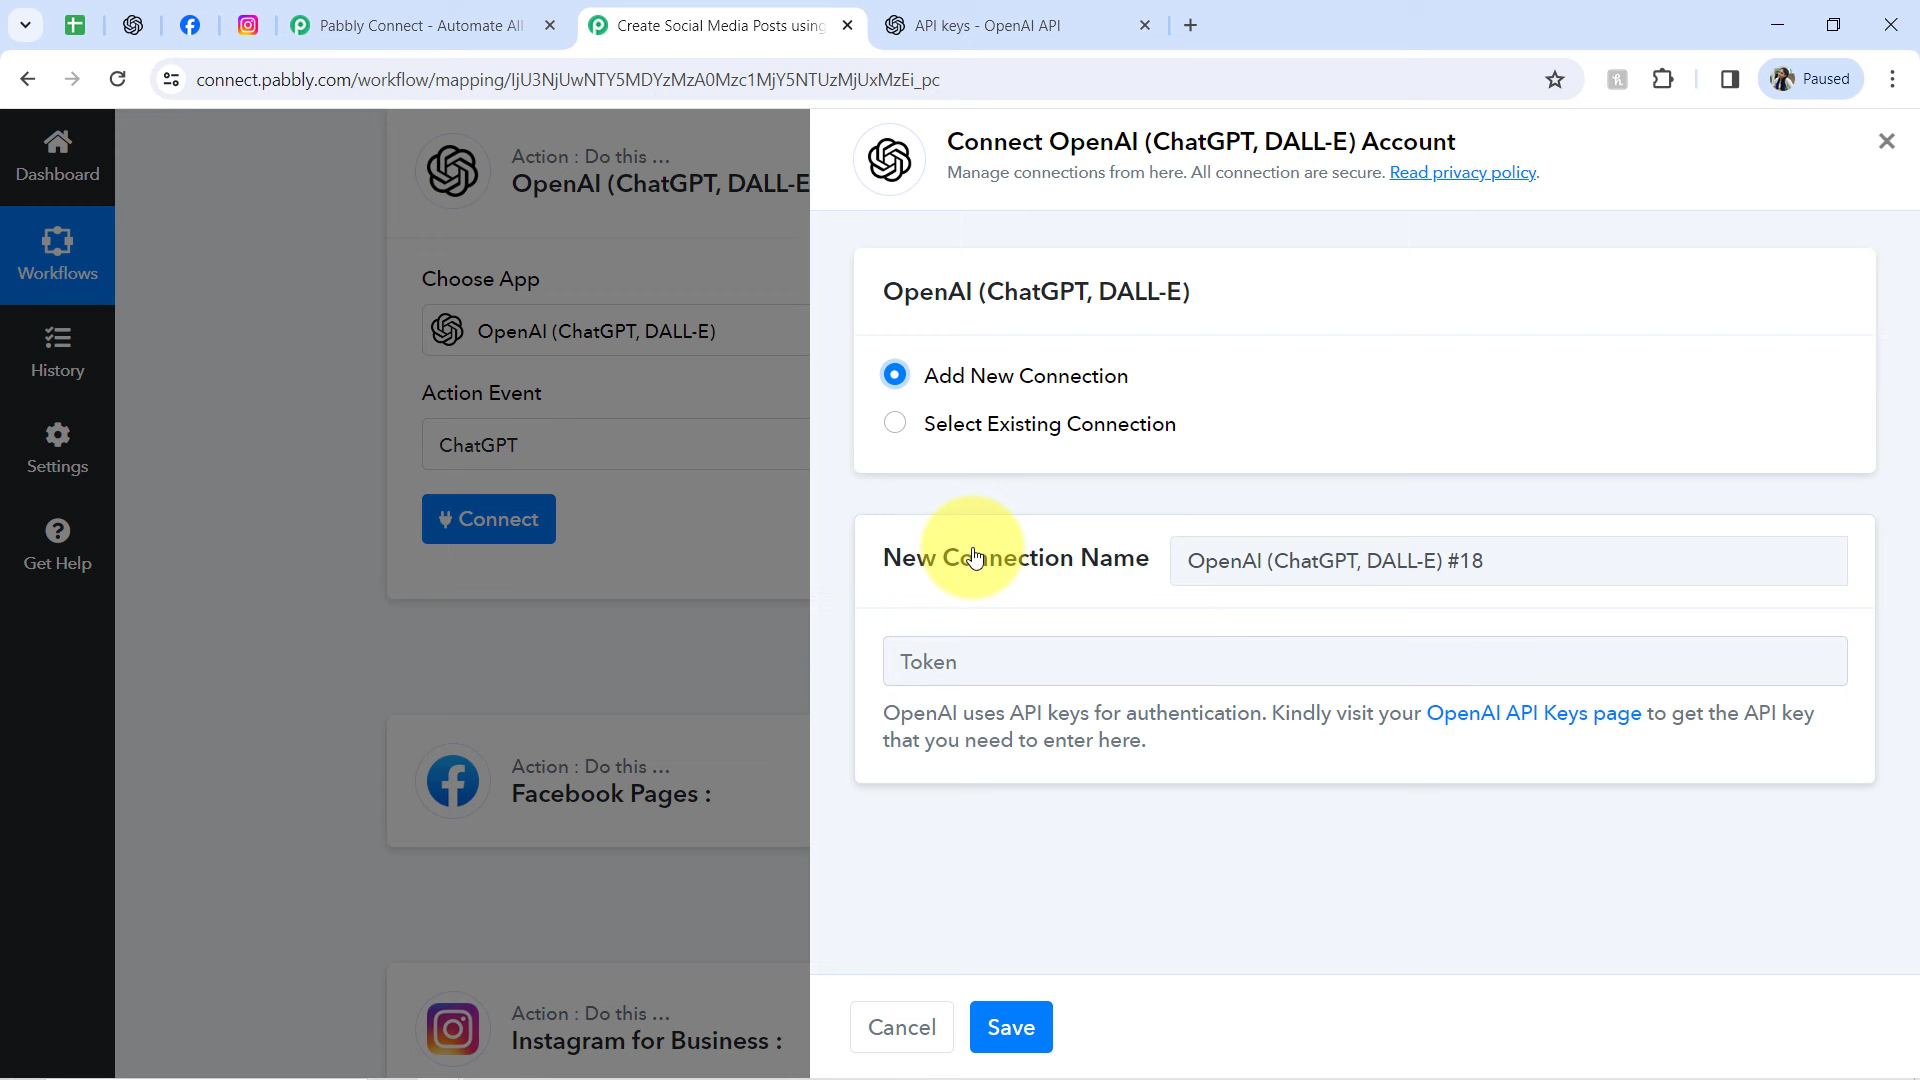 Pabbly Connect - Automate All
Create Social Media Posts using
API keys - OpenAI API
connect.pabbly.com/workflow/mapping/IjU3NjUwNTY5MDYzMzA0Mzc1MjY5NTUzMjUxMzEi_pc
Paused
Dashboard
Workflows
History
Settings
Get Help
Action : Do this ...
OpenAI (ChatGPT, DALL-E
Choose App
OpenAI (ChatGPT, DALL-E)
Action Event
ChatGPT
Connect
Action : Do this ...
Facebook Pages :
Action : Do this ...
Instagram for Business :
Connect OpenAI (ChatGPT, DALL-E) Account
Manage connections from here. All connection are secure. Read privacy policy.
OpenAI (ChatGPT, DALL-E)
Add New Connection
Select Existing Connection
New Connection Name
OpenAI (ChatGPT, DALL-E) #18
Token
OpenAI uses API keys for authentication. Kindly visit your OpenAI API Keys page to get the API key
that you need to enter here.
Cancel
Save